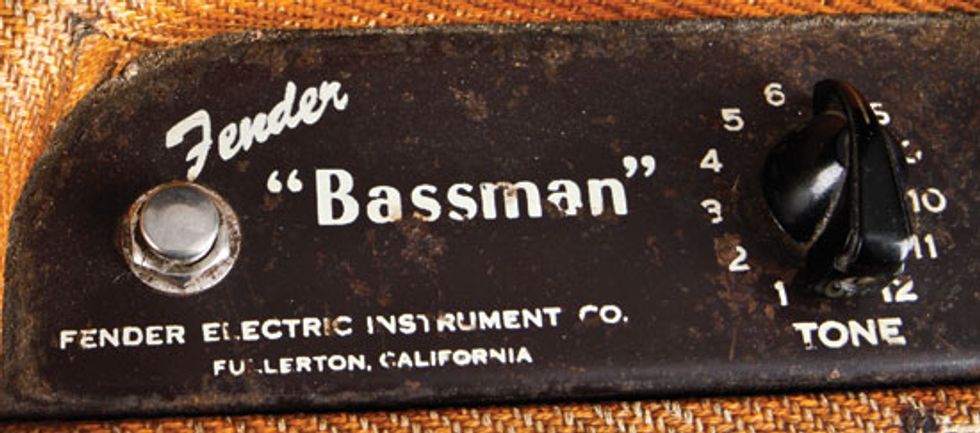 Fender
"Bassman"
FENDER ELECTRIC INSTRUMENT CO.
FULLERTON, CALIFORNIA
6
5
4
3
2
1
10
11
12
TONE